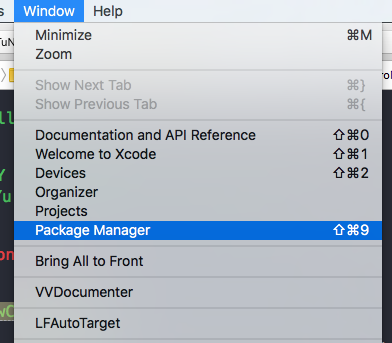 Window Help
Minimize ⌘M
Zoom
Show Next Tab ⌘}
Show Previous Tab ⌘{
Documentation and API Reference ⇧⌘0
Welcome to Xcode ⇧⌘1
Devices ⇧⌘2
Organizer
Projects
Package Manager ⇧⌘9
Bring All to Front
VVDocumenter
LFAutoTarget